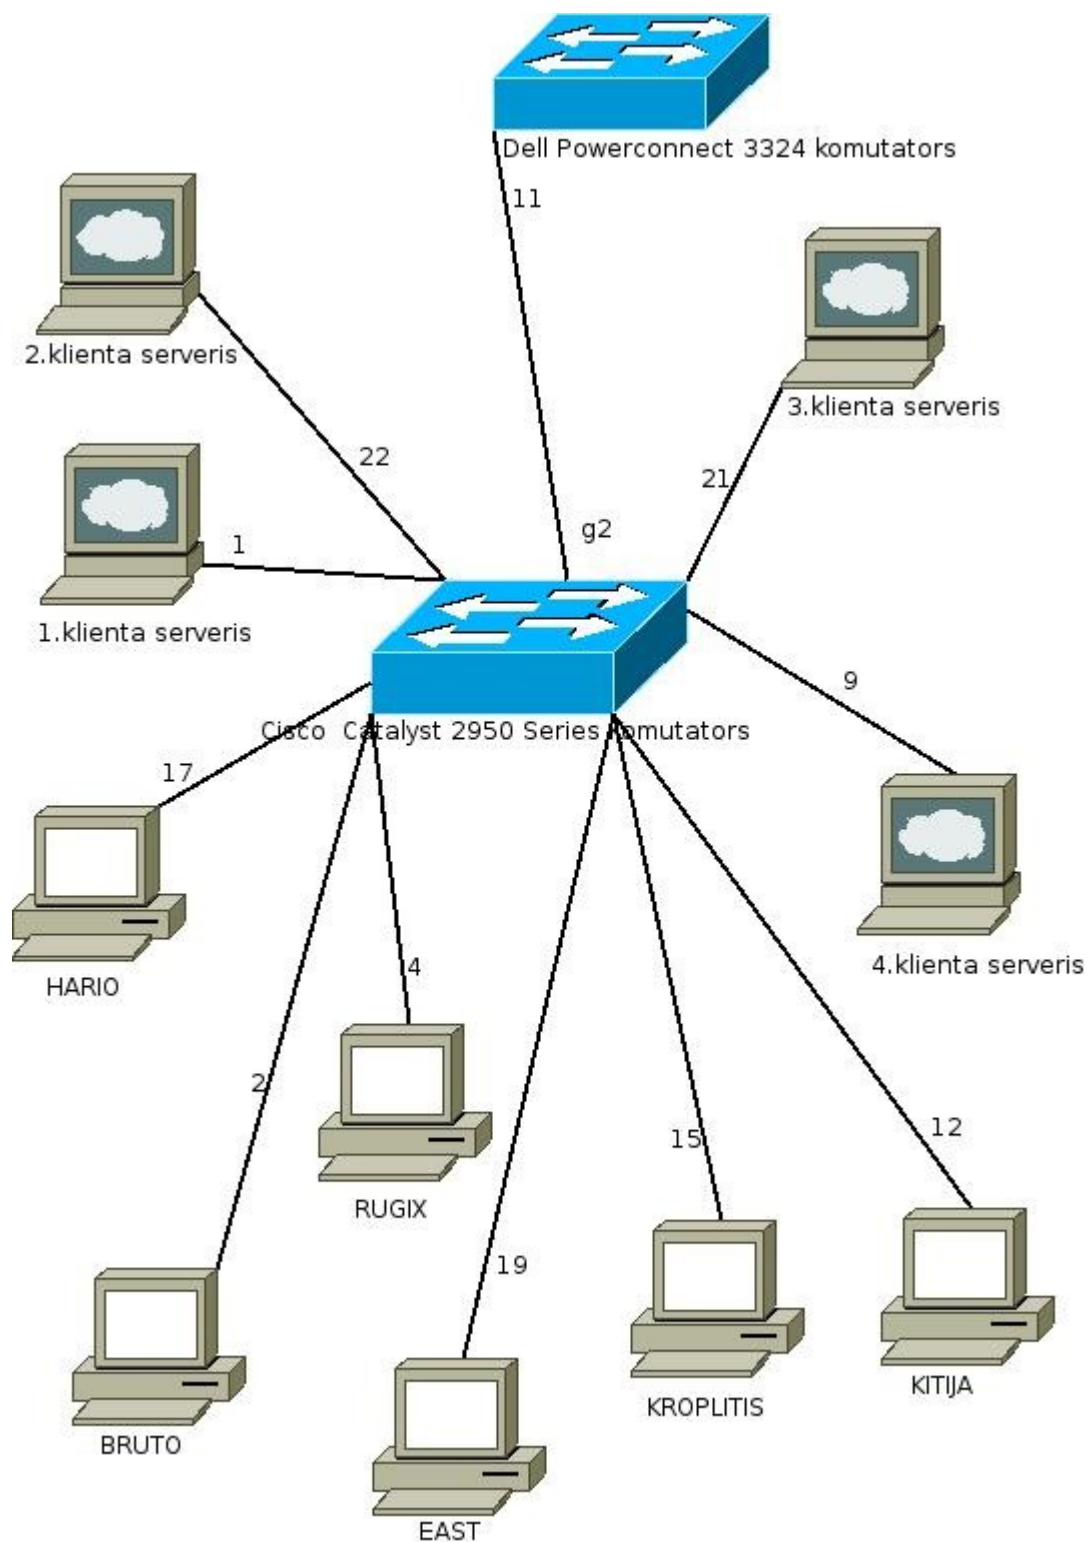 Dell Powerconnect 3324 komutators
11
2.klienta serveris
3.klienta serveris
22
21
g2
1
1.klienta serveris
9
Cisco  Catalyst 2950 Series komutators
17
4.klienta serveris
HARIO
4
2
15
12
RUGIX
19
KITIJA
KROPLITIS
BRUTO
EAST